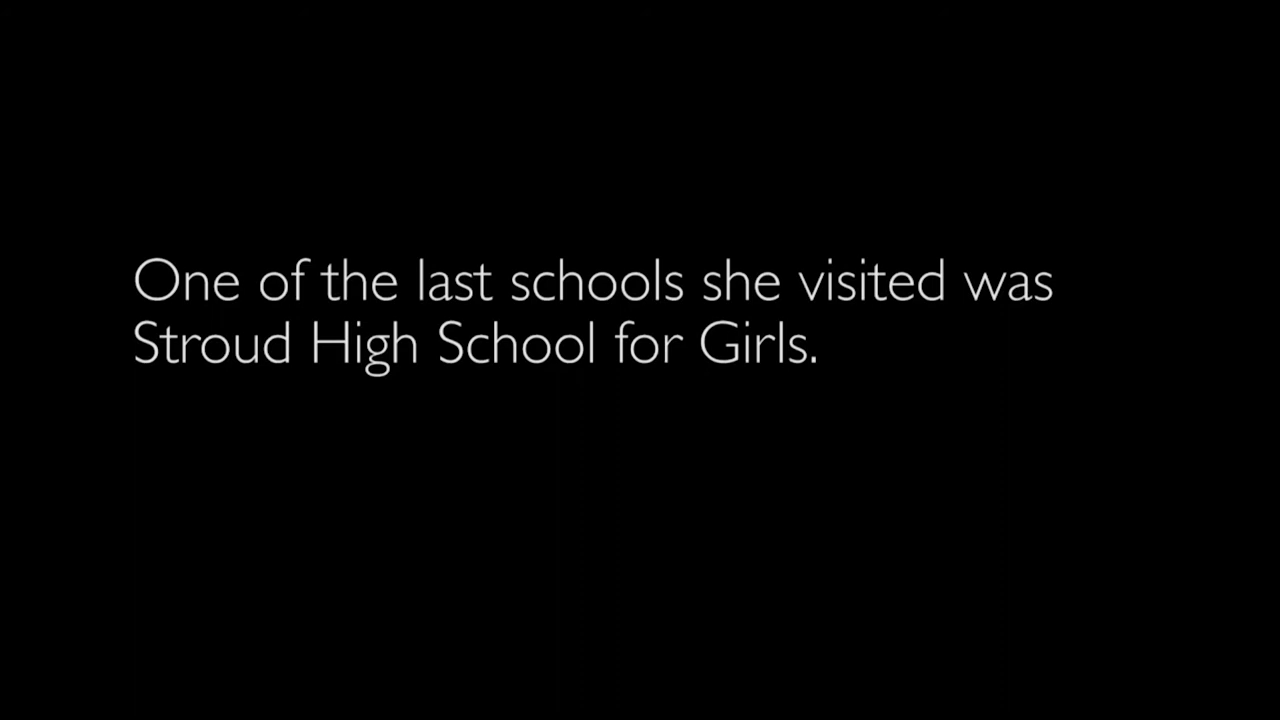 One of the last schools she visited was
Stroud High School for Girls.